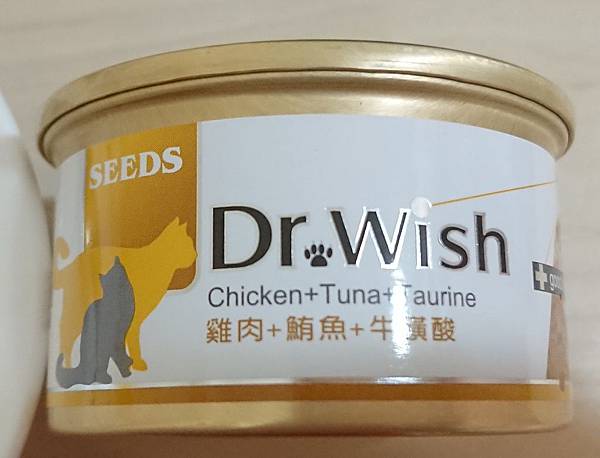 SEEDS
Dr.Wish
Chicken+Tuna+Taurine
雞肉+鮪魚+牛磺酸